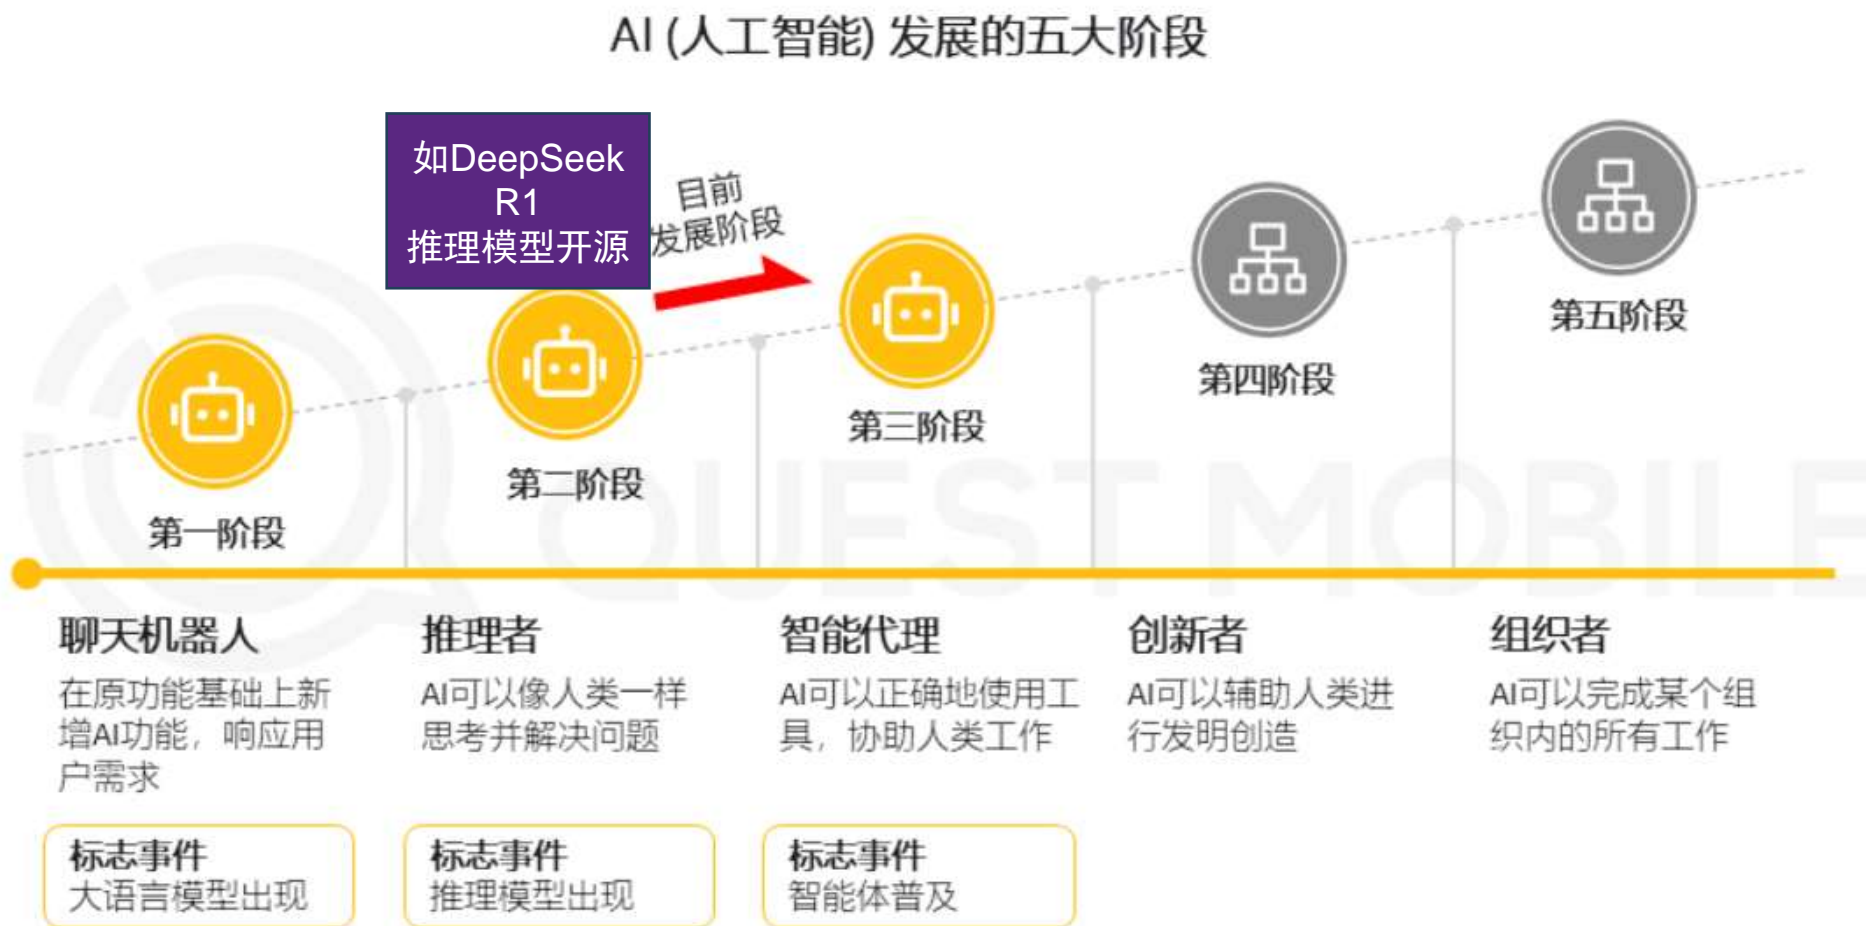 AI (人工智能) 发展的五大阶段
如DeepSeek
R1
推理模型开源
目前
发展阶段
第一阶段
第二阶段
第三阶段
第四阶段
第五阶段
QUEST MOBILE
聊天机器人
在原功能基础上新
增AI功能，响应用
户需求
标志事件
大语言模型出现
推理者
AI可以像人类一样
思考并解决问题
标志事件
推理模型出现
智能代理
AI可以正确地使用工
具，协助人类工作
标志事件
智能体普及
创新者
AI可以辅助人类进
行发明创造
组织者
AI可以完成某个组
织内的所有工作